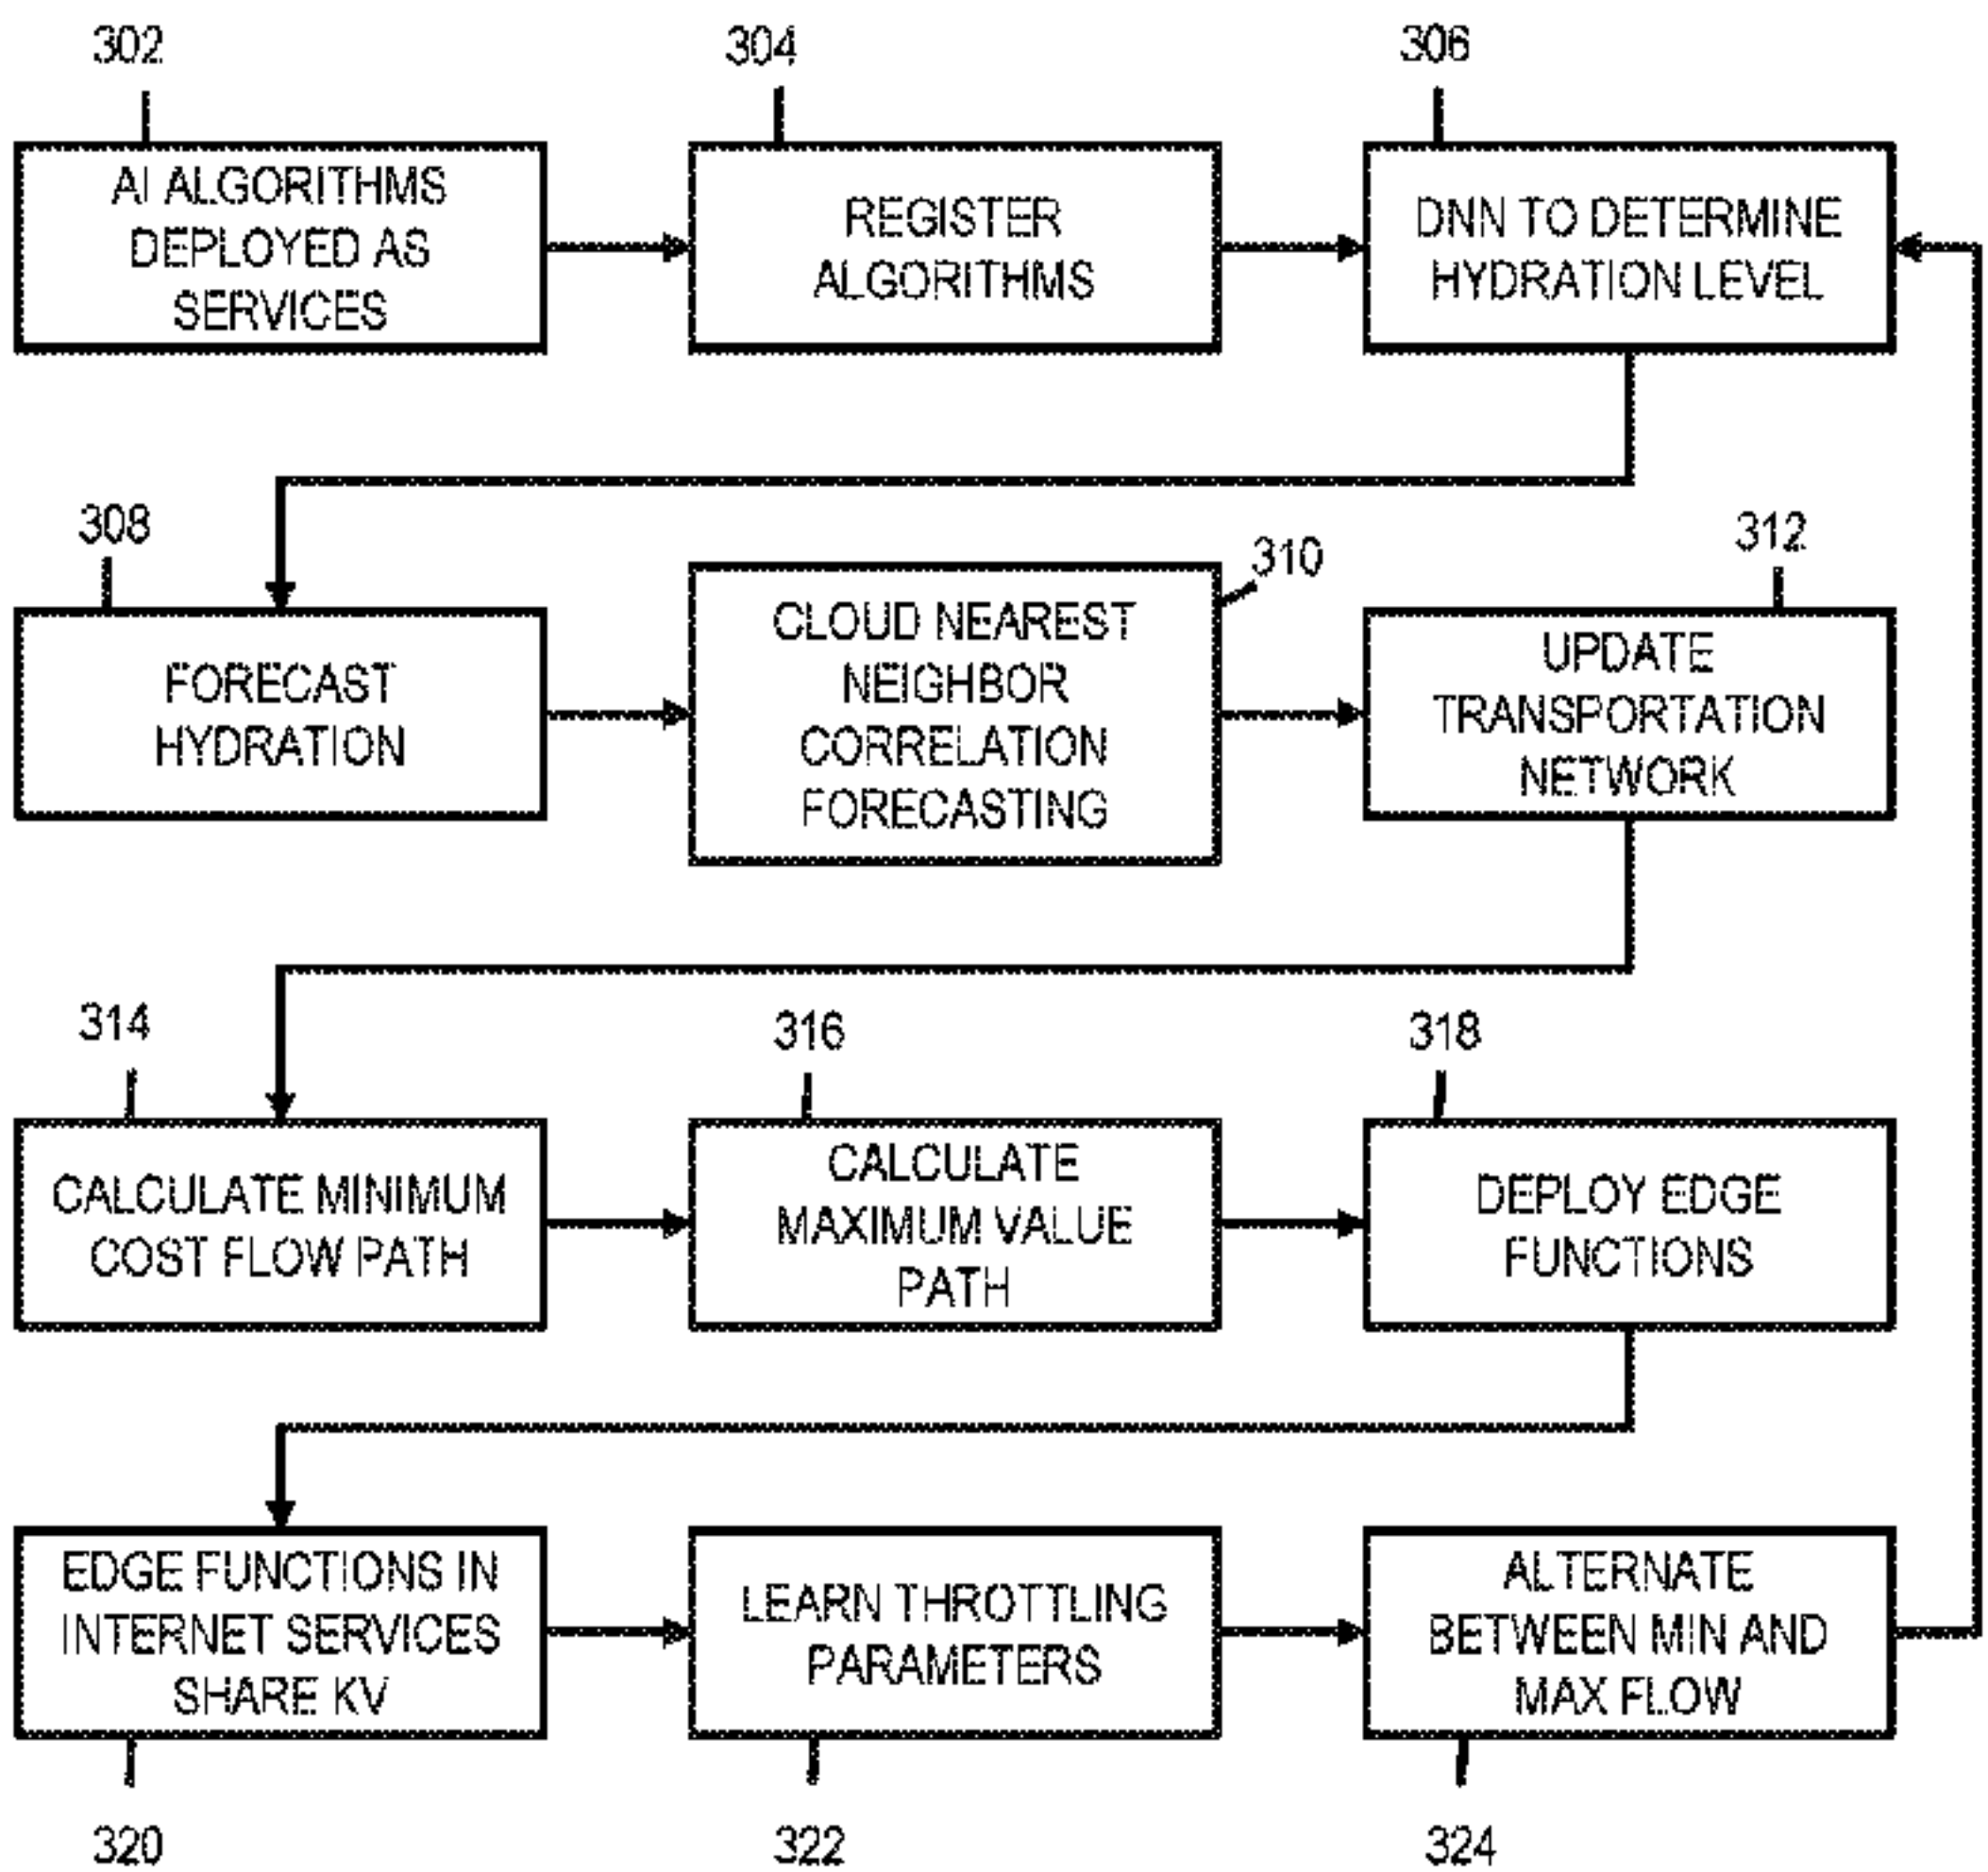 302
304
306
AI ALGORITHMS
DEPLOYED AS
SERVICES
REGISTER
ALGORITHMS
DNN TO DETERMINE
HYDRATION LEVEL
308
310
312
FORECAST
HYDRATION
CLOUD NEAREST
NEIGHBOR
CORRELATION
FORECASTING
UPDATE
TRANSPORTATION
NETWORK
314
316
318
CALCULATE MINIMUM
COST FLOW PATH
CALCULATE
MAXIMUM VALUE
PATH
DEPLOY EDGE
FUNCTIONS
EDGE FUNCTIONS IN
INTERNET SERVICES
SHARE KV
LEARN THROTTLING
PARAMETERS
ALTERNATE
BETWEEN MIN AND
MAX FLOW
320
322
324